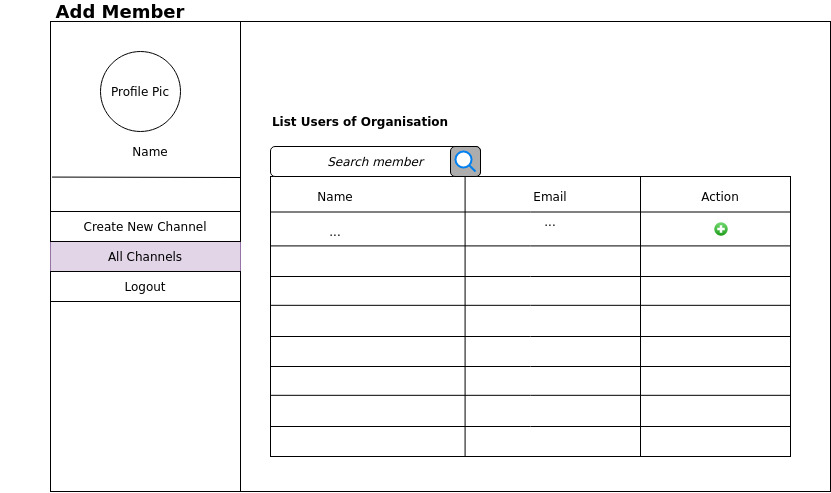 Add Member
Profile Pic
Name
Create New Channel
All Channels
Logout
List Users of Organisation
Search member
Name Email Action
... ...